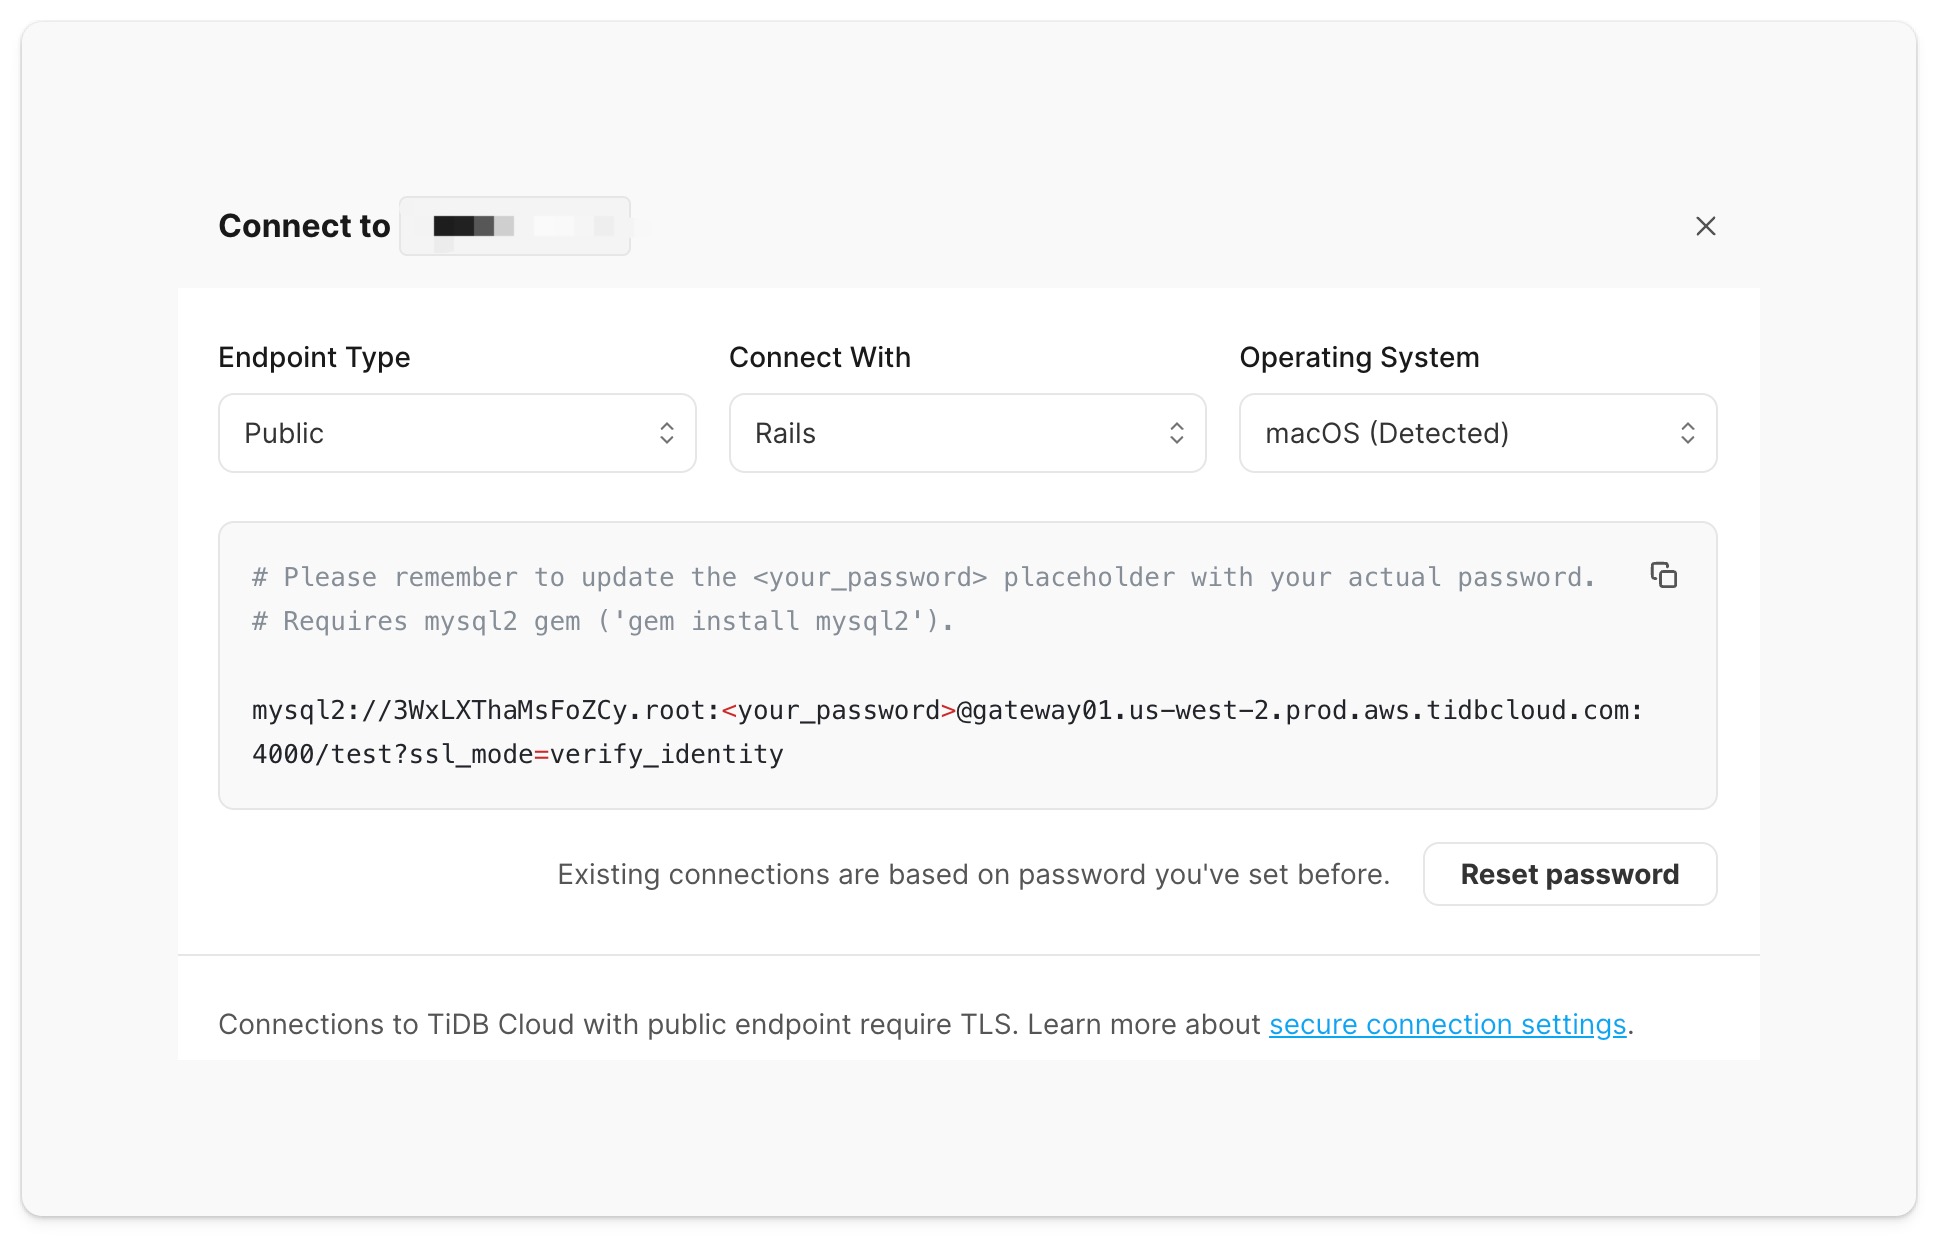 Connect to
Endpoint Type
Connect With
Operating System
Public
Rails
macOS (Detected)
# Please remember to update the <your_password> placeholder with your actual password.
# Requires mysql2 gem ('gem install mysql2').
mysql2://3WxLXThaMsFoZCy.root:<your_password>@gateway01.us-west-2.prod.aws.tidbcloud.com:
4000/test?ssl_mode=verify_identity
Existing connections are based on password you've set before.
Reset password
Connections to TiDB Cloud with public endpoint require TLS. Learn more about secure connection settings.